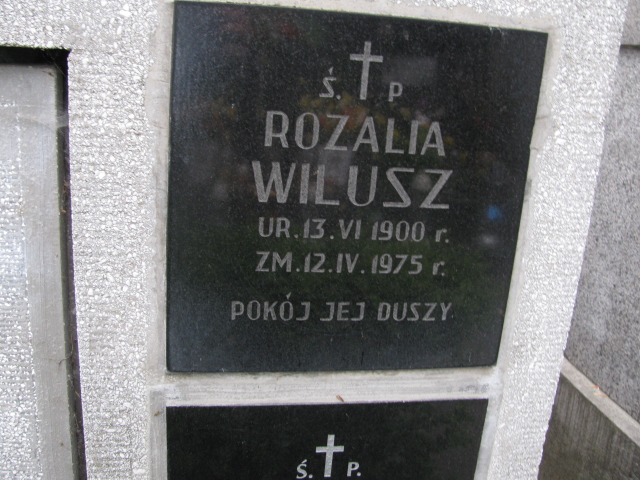 Ś. P
ROZALIA
WILUSZ
UR. 13. VI 1900 r.
ZM. 12. IV. 1975 r.
POKÓJ JEJ DUSZY
Ś. P.